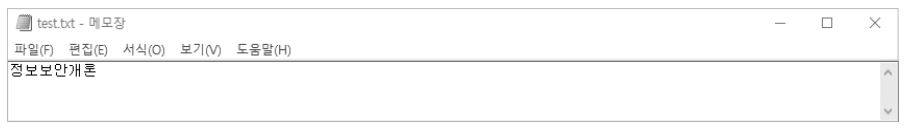 test.txt - 메모장
파일(F) 편집(E) 서식(O) 보기(V) 도움말(H)
정보보안개론